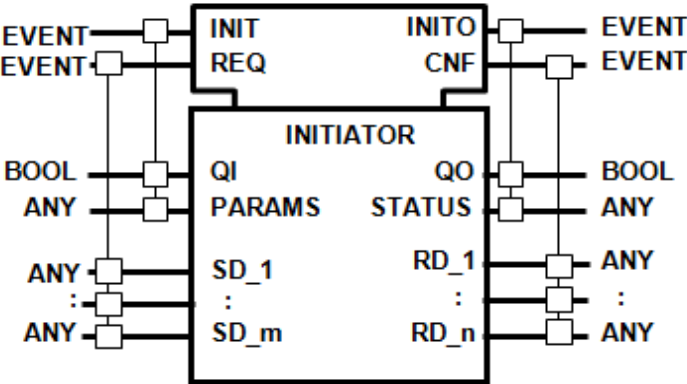 EVENT INIT INITO EVENT
EVENT REQ CNF EVENT
INITIATOR
BOOL QI QO BOOL
ANY PARAMS STATUS ANY
ANY SD_1 RD_1 ANY
: : : :
ANY SD_m RD_n ANY